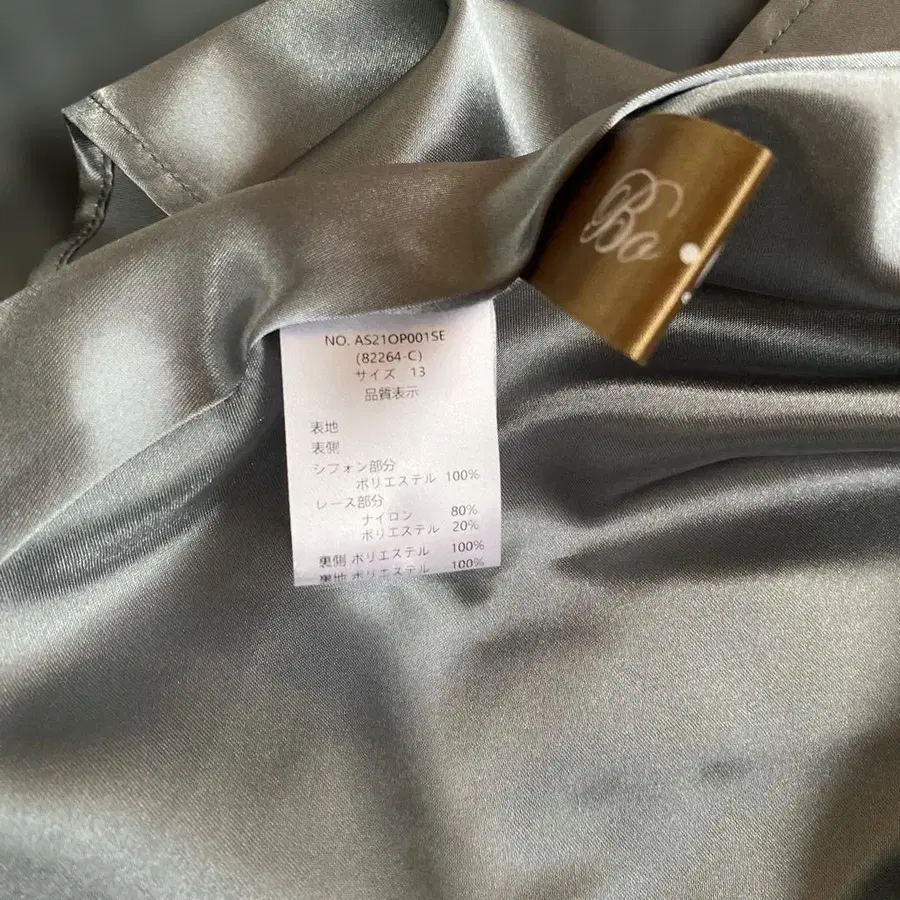 Bo
NO. AS21OP001SE
(82264-C)
サイズ 13
品質表示
表地
表側
シフォン部分
ポリエステル 100%
レース部分
ナイロン 80%
ポリエステル 20%
裏側 ポリエステル 100%
裏地 ポリエステル 100%